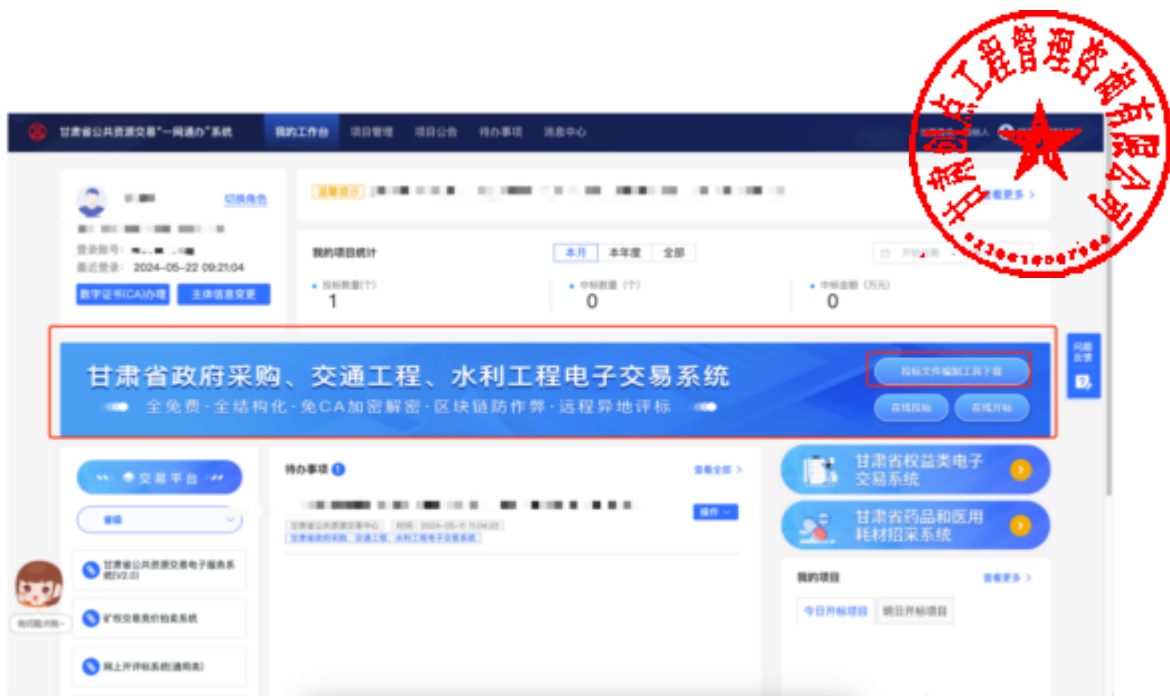 甘肃省公共资源交易“一网通办”系统 我的工作台 项目管理 项目公告 待办事项 消息中心
切换角色
温馨提示
查看更多 >
登录账号:
最近登录: 2024-05-22 09:21:04
数字证书(CA)办理 主体信息变更
我的项目统计 本月 本年度 全部 开始日期
投标数量(个) 中标数量 (个) 中标金额 (万元)
1 0 0
甘肃省政府采购、交通工程、水利工程电子交易系统
全免费·全结构化·免CA加密解密·区块链防作弊·远程异地评标
投标文件编制工具下载
在线投标 在线开标
问题反馈
交易平台
省级
待办事项 1 查看全部 >
操作
甘肃省公共资源交易中心 时间: 2024-05-11 11:04:20
甘肃省政府采购、交通工程、水利工程电子交易系统
甘肃省权益类电子交易系统
甘肃省药品和医用耗材招采系统
甘肃省公共资源交易电子服务系统(V2.0)
矿权交易竞价拍卖系统
网上开评标系统(通用类)
我的项目 查看更多 >
今日开标项目 明日开标项目
有问题点我~
工程管理咨询有限公司